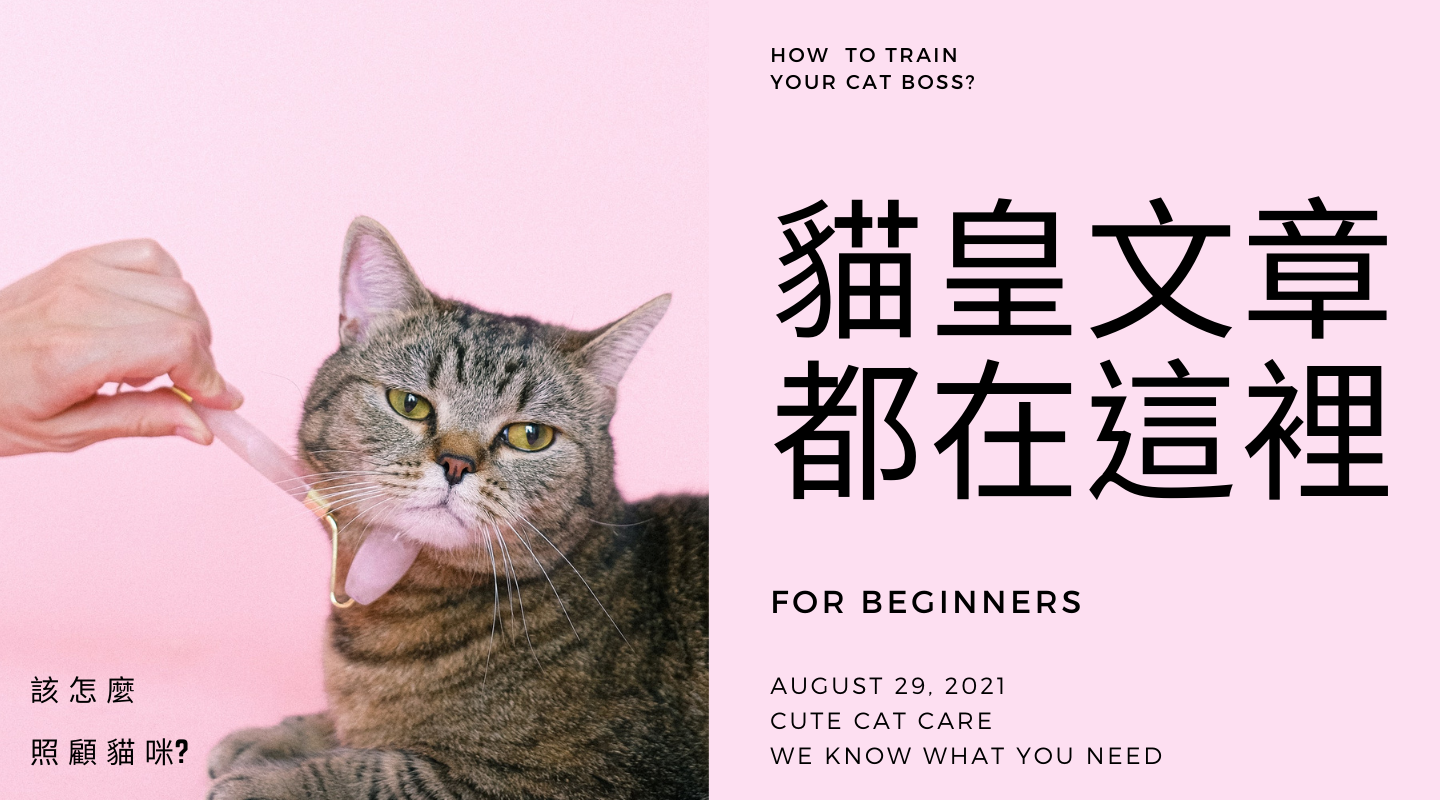 HOW TO TRAIN
YOUR CAT BOSS?
貓皇文章
都在這裡
FOR BEGINNERS
AUGUST 29, 2021
CUTE CAT CARE
WE KNOW WHAT YOU NEED
該怎麼
照顧貓咪?